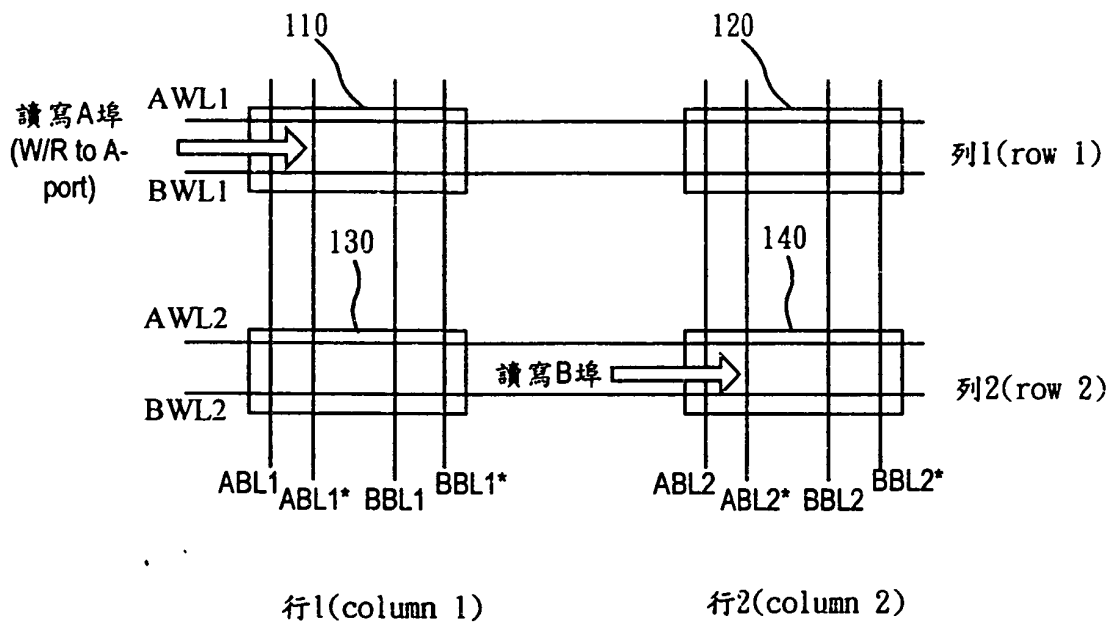 110
120
AWL1
讀寫A埠
(W/R to A-
port)
BWL1
列1(row 1)
130
140
AWL2
讀寫B埠
BWL2
列2(row 2)
ABL1
ABL1*
BBL1
BBL1*
ABL2
ABL2*
BBL2
BBL2*
行1(column 1)
行2(column 2)